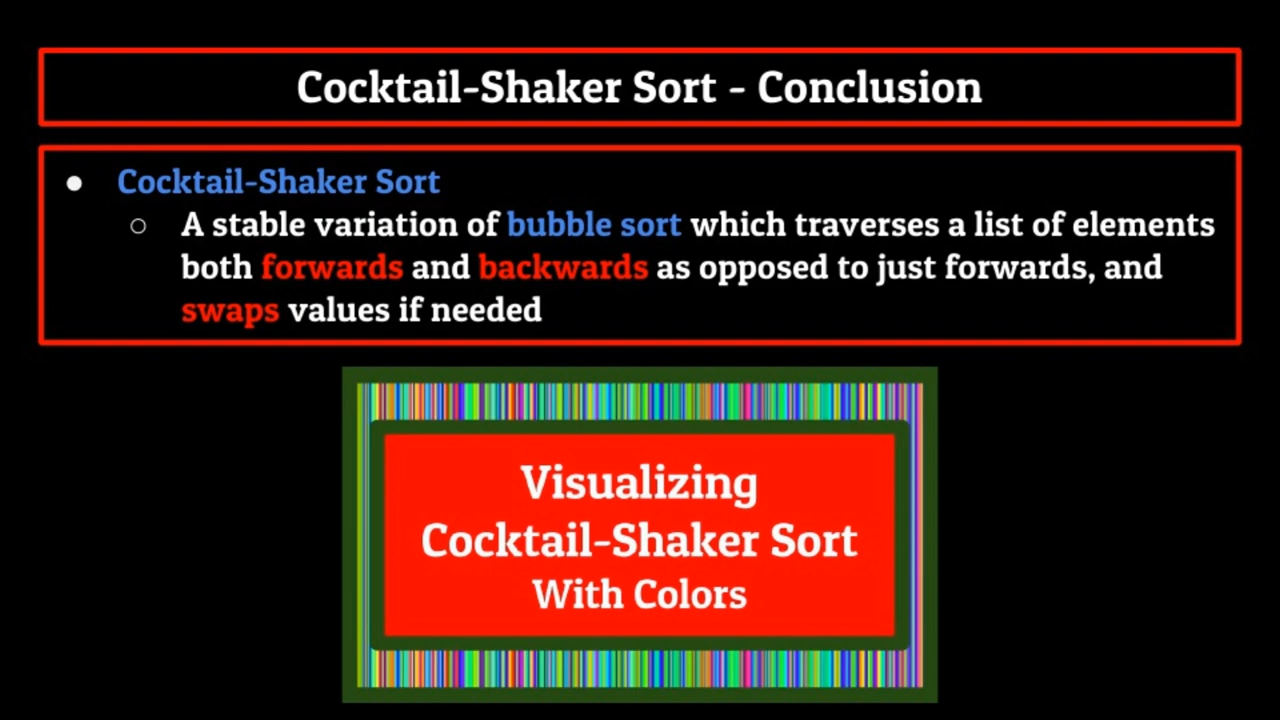 Cocktail-Shaker Sort - Conclusion
● Cocktail-Shaker Sort
○ A stable variation of bubble sort which traverses a list of elements
both forwards and backwards as opposed to just forwards, and
swaps values if needed
Visualizing
Cocktail-Shaker Sort
With Colors